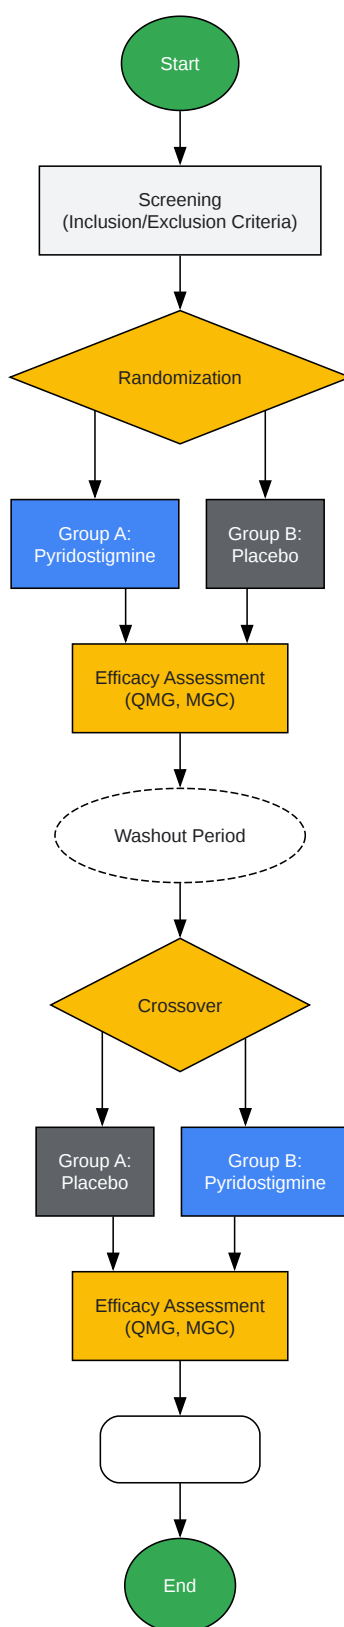 Start
Screening
(Inclusion/Exclusion Criteria)
Randomization
Group A:
Pyridostigmine
Group B:
Placebo
Efficacy Assessment
(QMG, MGC)
Washout Period
Crossover
Group A:
Placebo
Group B:
Pyridostigmine
Efficacy Assessment
(QMG, MGC)
End